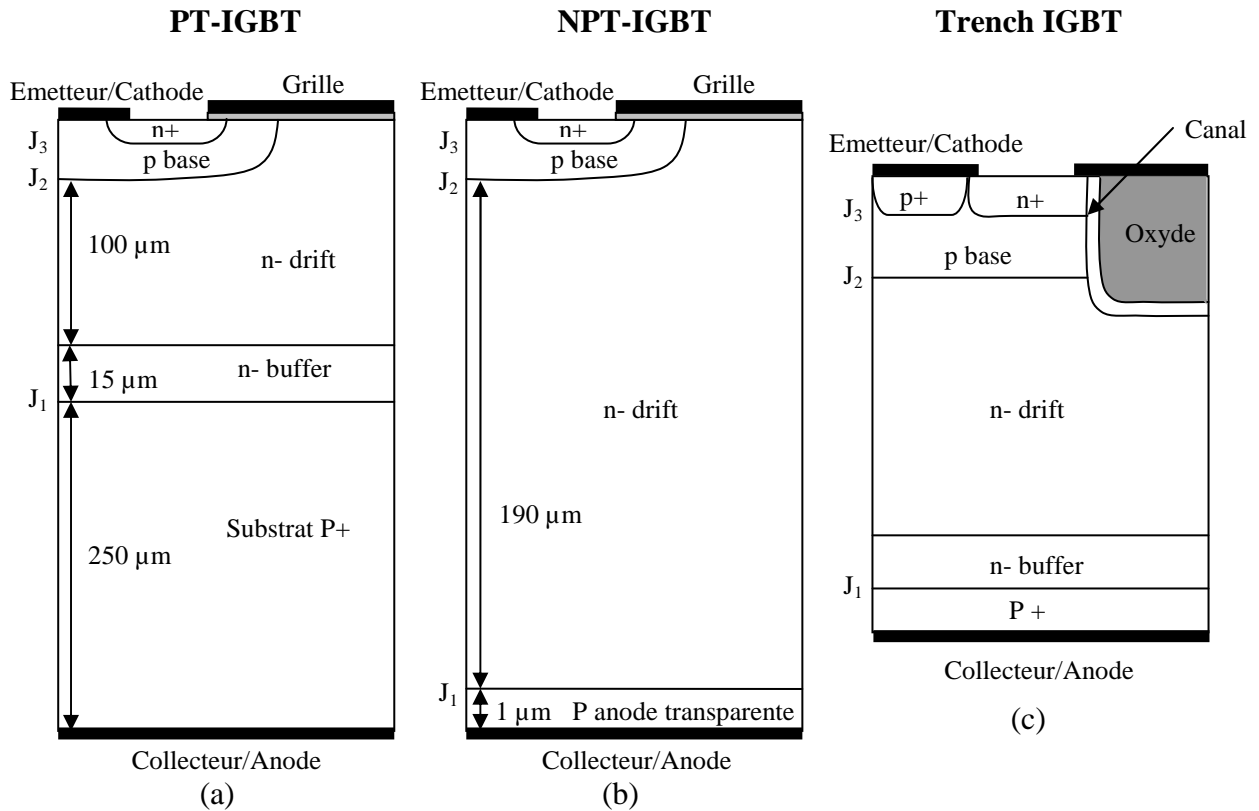 PT-IGBT
NPT-IGBT
Trench IGBT
Emetteur/Cathode
Grille
n+
p base
J3
J2
100 µm
n- drift
15 µm
n- buffer
J1
250 µm
Substrat P+
Collecteur/Anode
(a)
Emetteur/Cathode
Grille
n+
p base
J3
J2
n- drift
190 µm
J1
1 µm
P anode transparente
Collecteur/Anode
(b)
Canal
Emetteur/Cathode
p+
n+
J3
Oxyde
p base
J2
n- drift
n- buffer
J1
P +
Collecteur/Anode
(c)